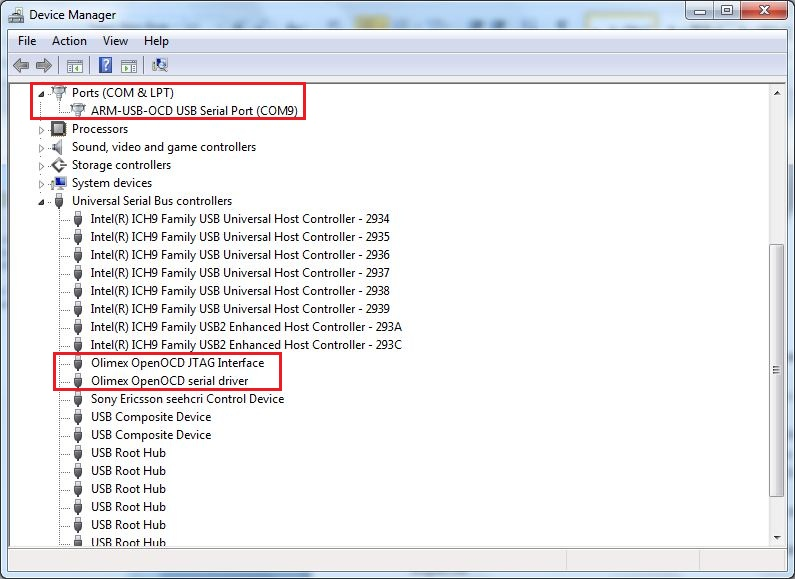 Device Manager
File Action View Help
Ports (COM & LPT)
ARM-USB-OCD USB Serial Port (COM9)
Processors
Sound, video and game controllers
Storage controllers
System devices
Universal Serial Bus controllers
Intel(R) ICH9 Family USB Universal Host Controller - 2934
Intel(R) ICH9 Family USB Universal Host Controller - 2935
Intel(R) ICH9 Family USB Universal Host Controller - 2936
Intel(R) ICH9 Family USB Universal Host Controller - 2937
Intel(R) ICH9 Family USB Universal Host Controller - 2938
Intel(R) ICH9 Family USB Universal Host Controller - 2939
Intel(R) ICH9 Family USB2 Enhanced Host Controller - 293A
Intel(R) ICH9 Family USB2 Enhanced Host Controller - 293C
Olimex OpenOCD JTAG Interface
Olimex OpenOCD serial driver
Sony Ericsson seehcri Control Device
USB Composite Device
USB Composite Device
USB Root Hub
USB Root Hub
USB Root Hub
USB Root Hub
USB Root Hub
USB Root Hub